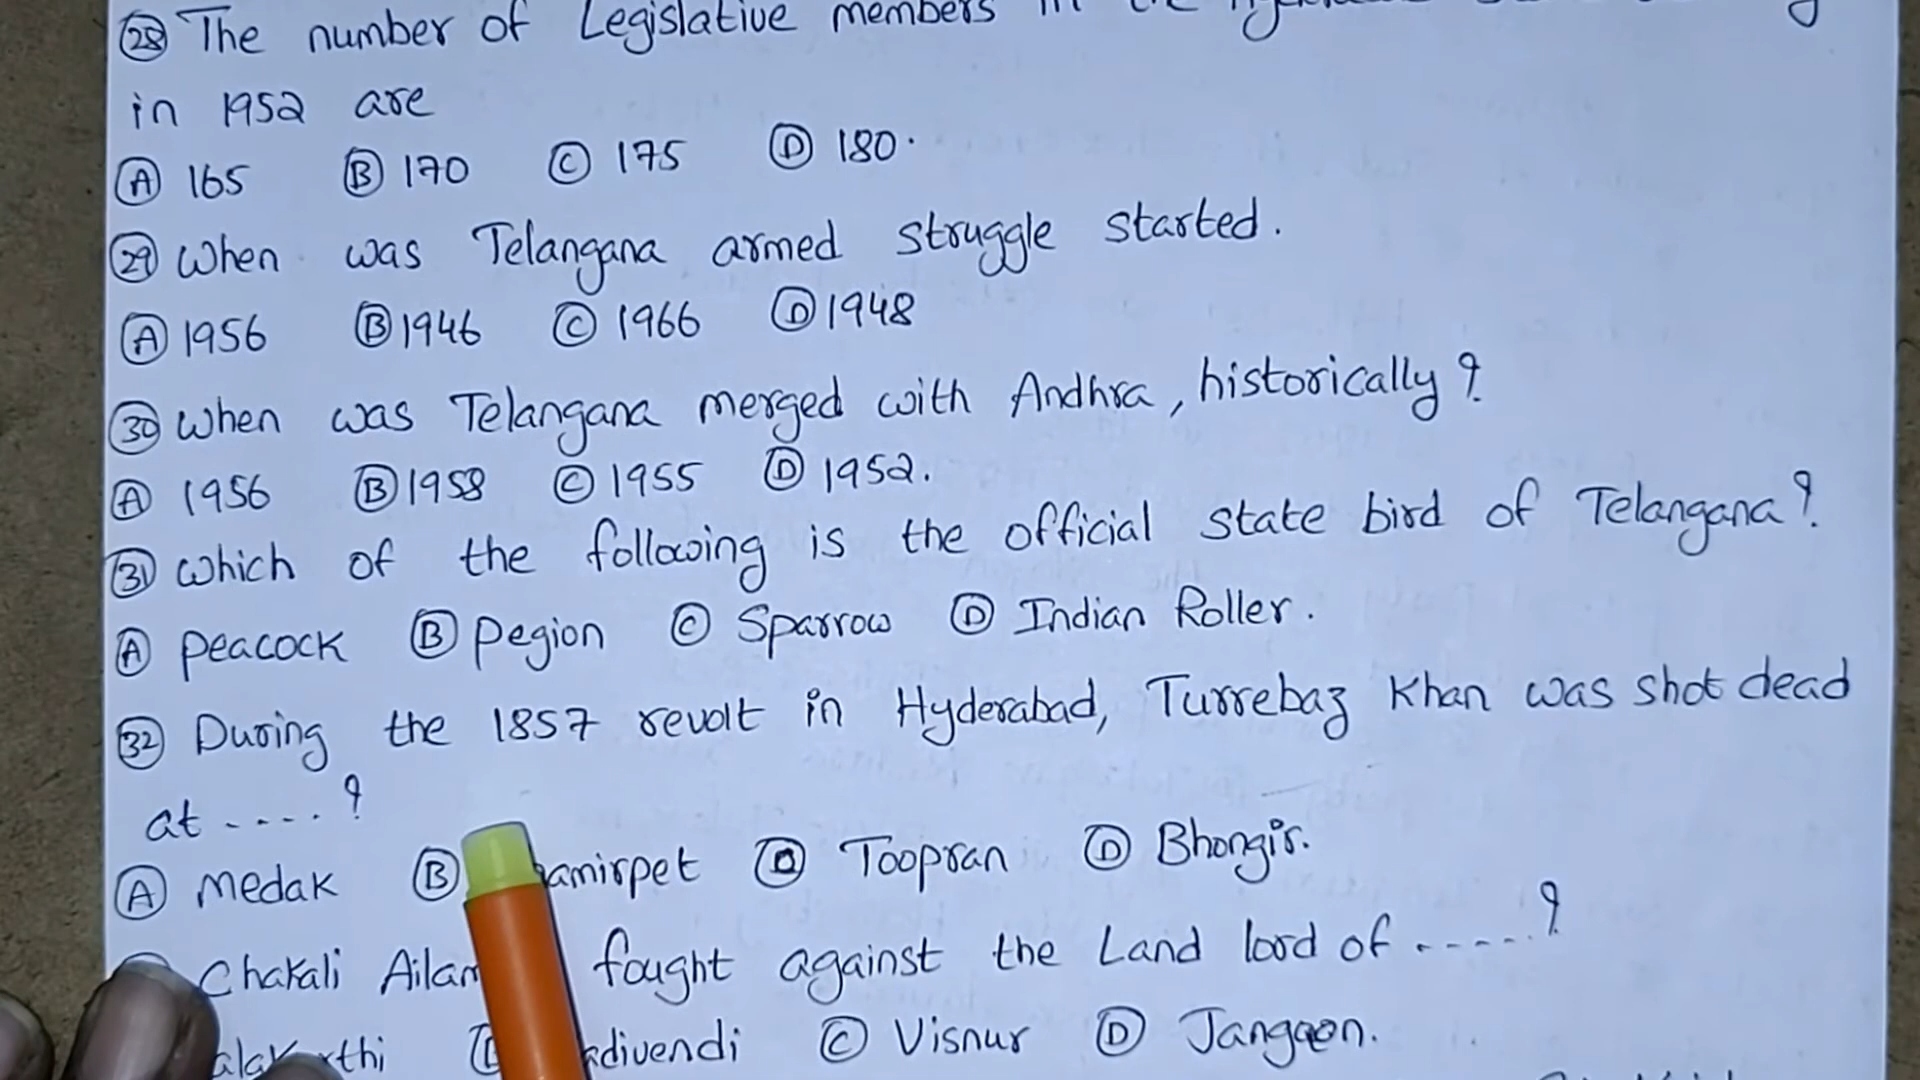 28 The number of Legislative members in the
in 1952 are
A 165 B 170 C 175 D 180.
29 When was Telangana armed struggle started.
A 1956 B 1946 C 1966 D 1948
30 When was Telangana merged with Andhra, historically?
A 1956 B 1958 C 1955 D 1952.
31 Which of the following is the official state bird of Telangana?
A Peacock B Pegion C Sparrow D Indian Roller.
32 During the 1857 revolt in Hyderabad, Turrebaz Khan was shot dead
at ....?
A Medak B amirpet C Toopran D Bhongir.
Chakali Ailam fought against the Land lord of .....?
adivendi C Visnur D Jangaon.